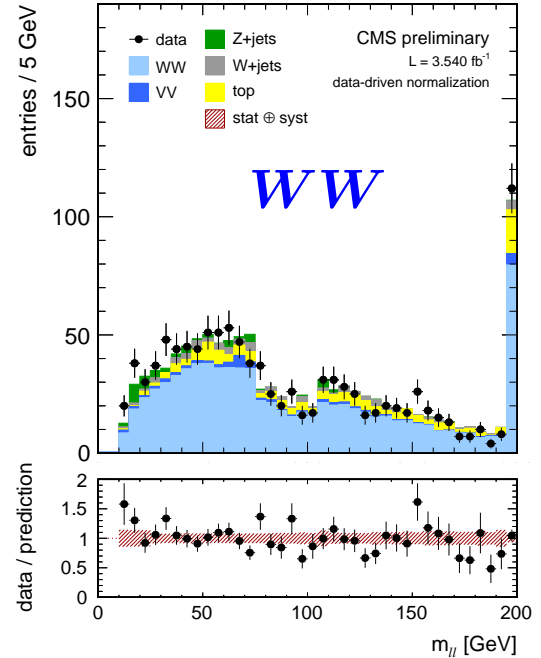 entries / 5 GeV
data
WW
VV
Z+jets
W+jets
top
stat ⊕ syst
CMS preliminary
L = 3.540 fb⁻¹
data-driven normalization
WW
150
100
50
0
data / prediction
2
1.5
1
0.5
0
0 50 100 150 200
m_ll [GeV]